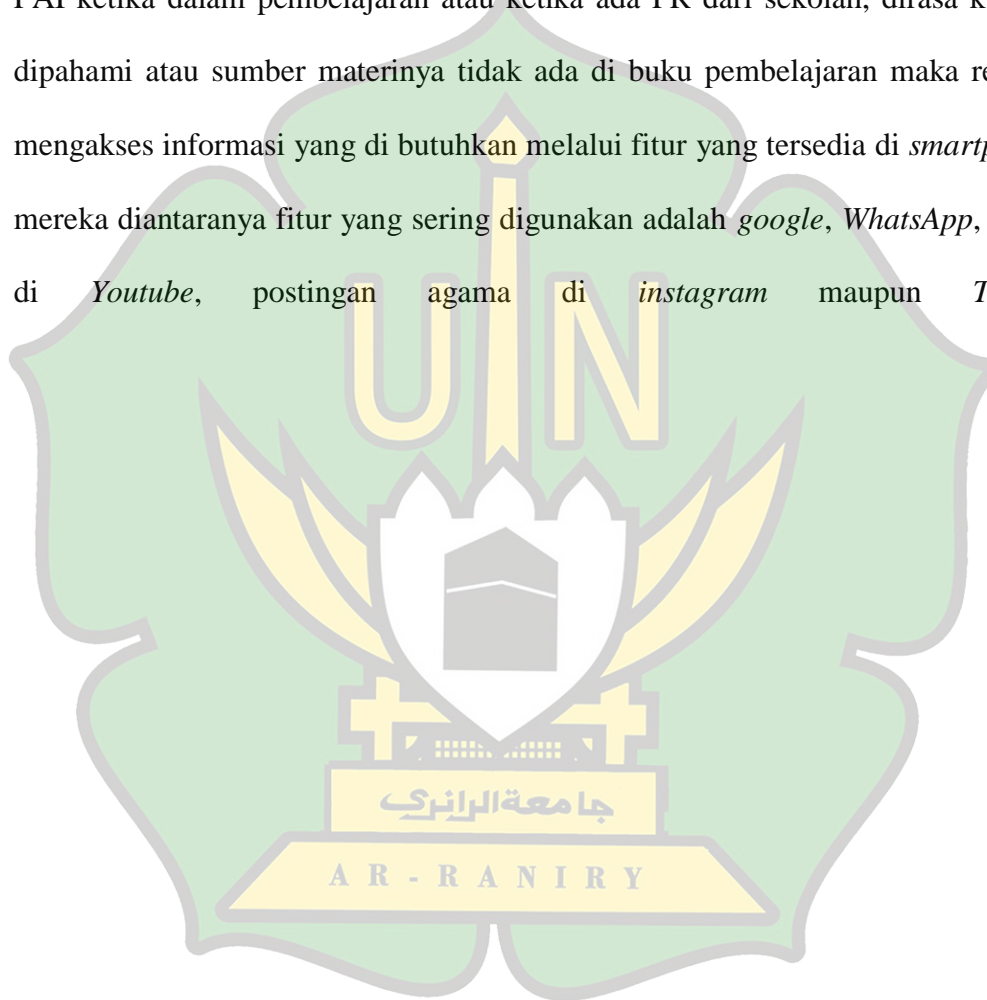 PAI ketika dalam pembelajaran atau ketika ada PR dari sekolah, dirasa
dipahami atau sumber materinya tidak ada di buku pembelajaran maka
mengakses informasi yang di butuhkan melalui fitur yang tersedia di
mereka diantaranya fitur yang sering digunakan adalah google, WhatsApp,
di Youtube, postingan agama di instagram maupun
UIN
جامعةالرانري
AR-RANIRY